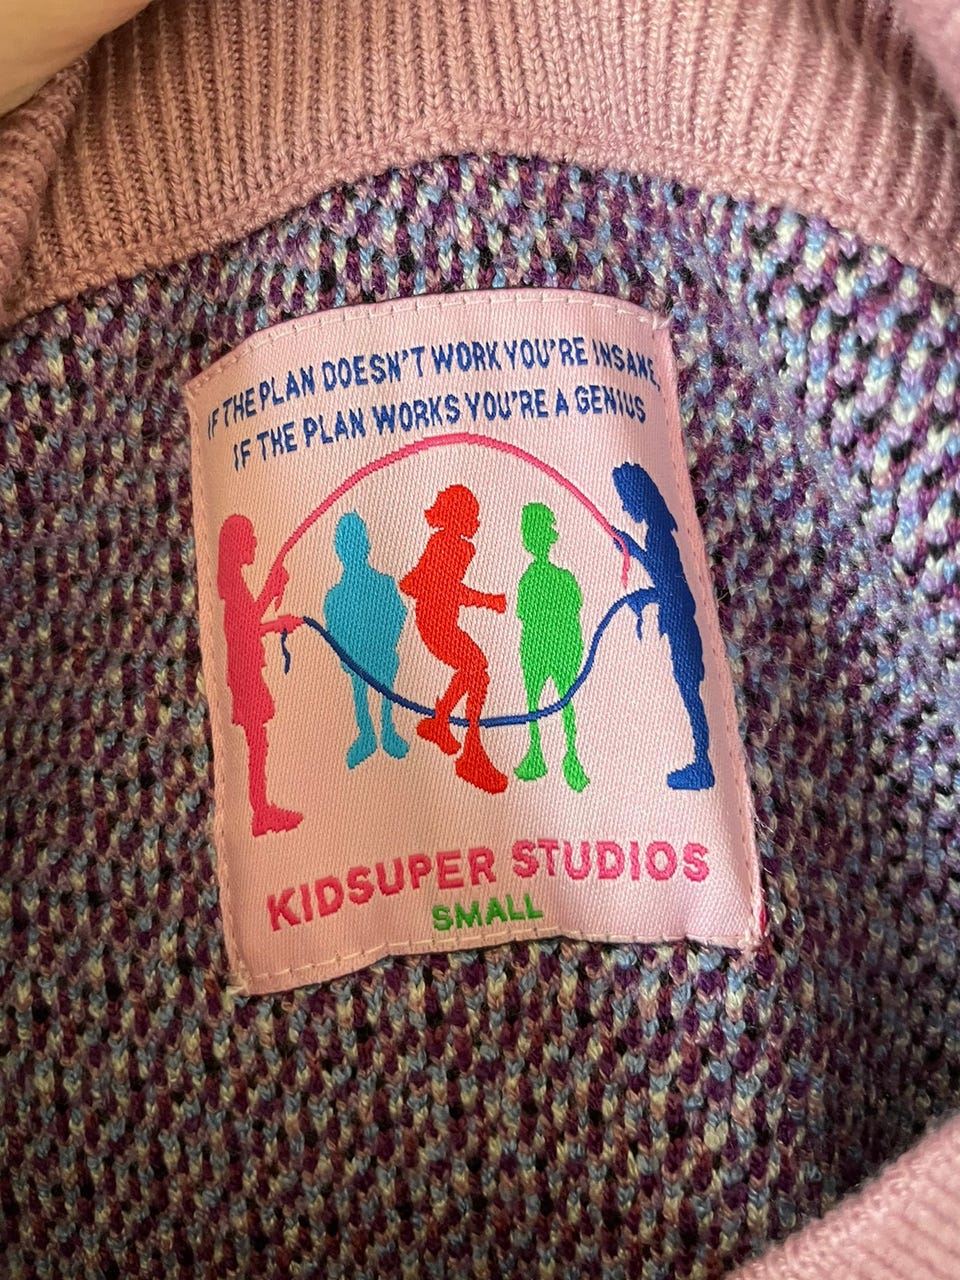 IF THE PLAN DOESN'T WORK YOU'RE INSANE,
IF THE PLAN WORKS YOU'RE A GENIUS
KIDSUPER STUDIOS
SMALL